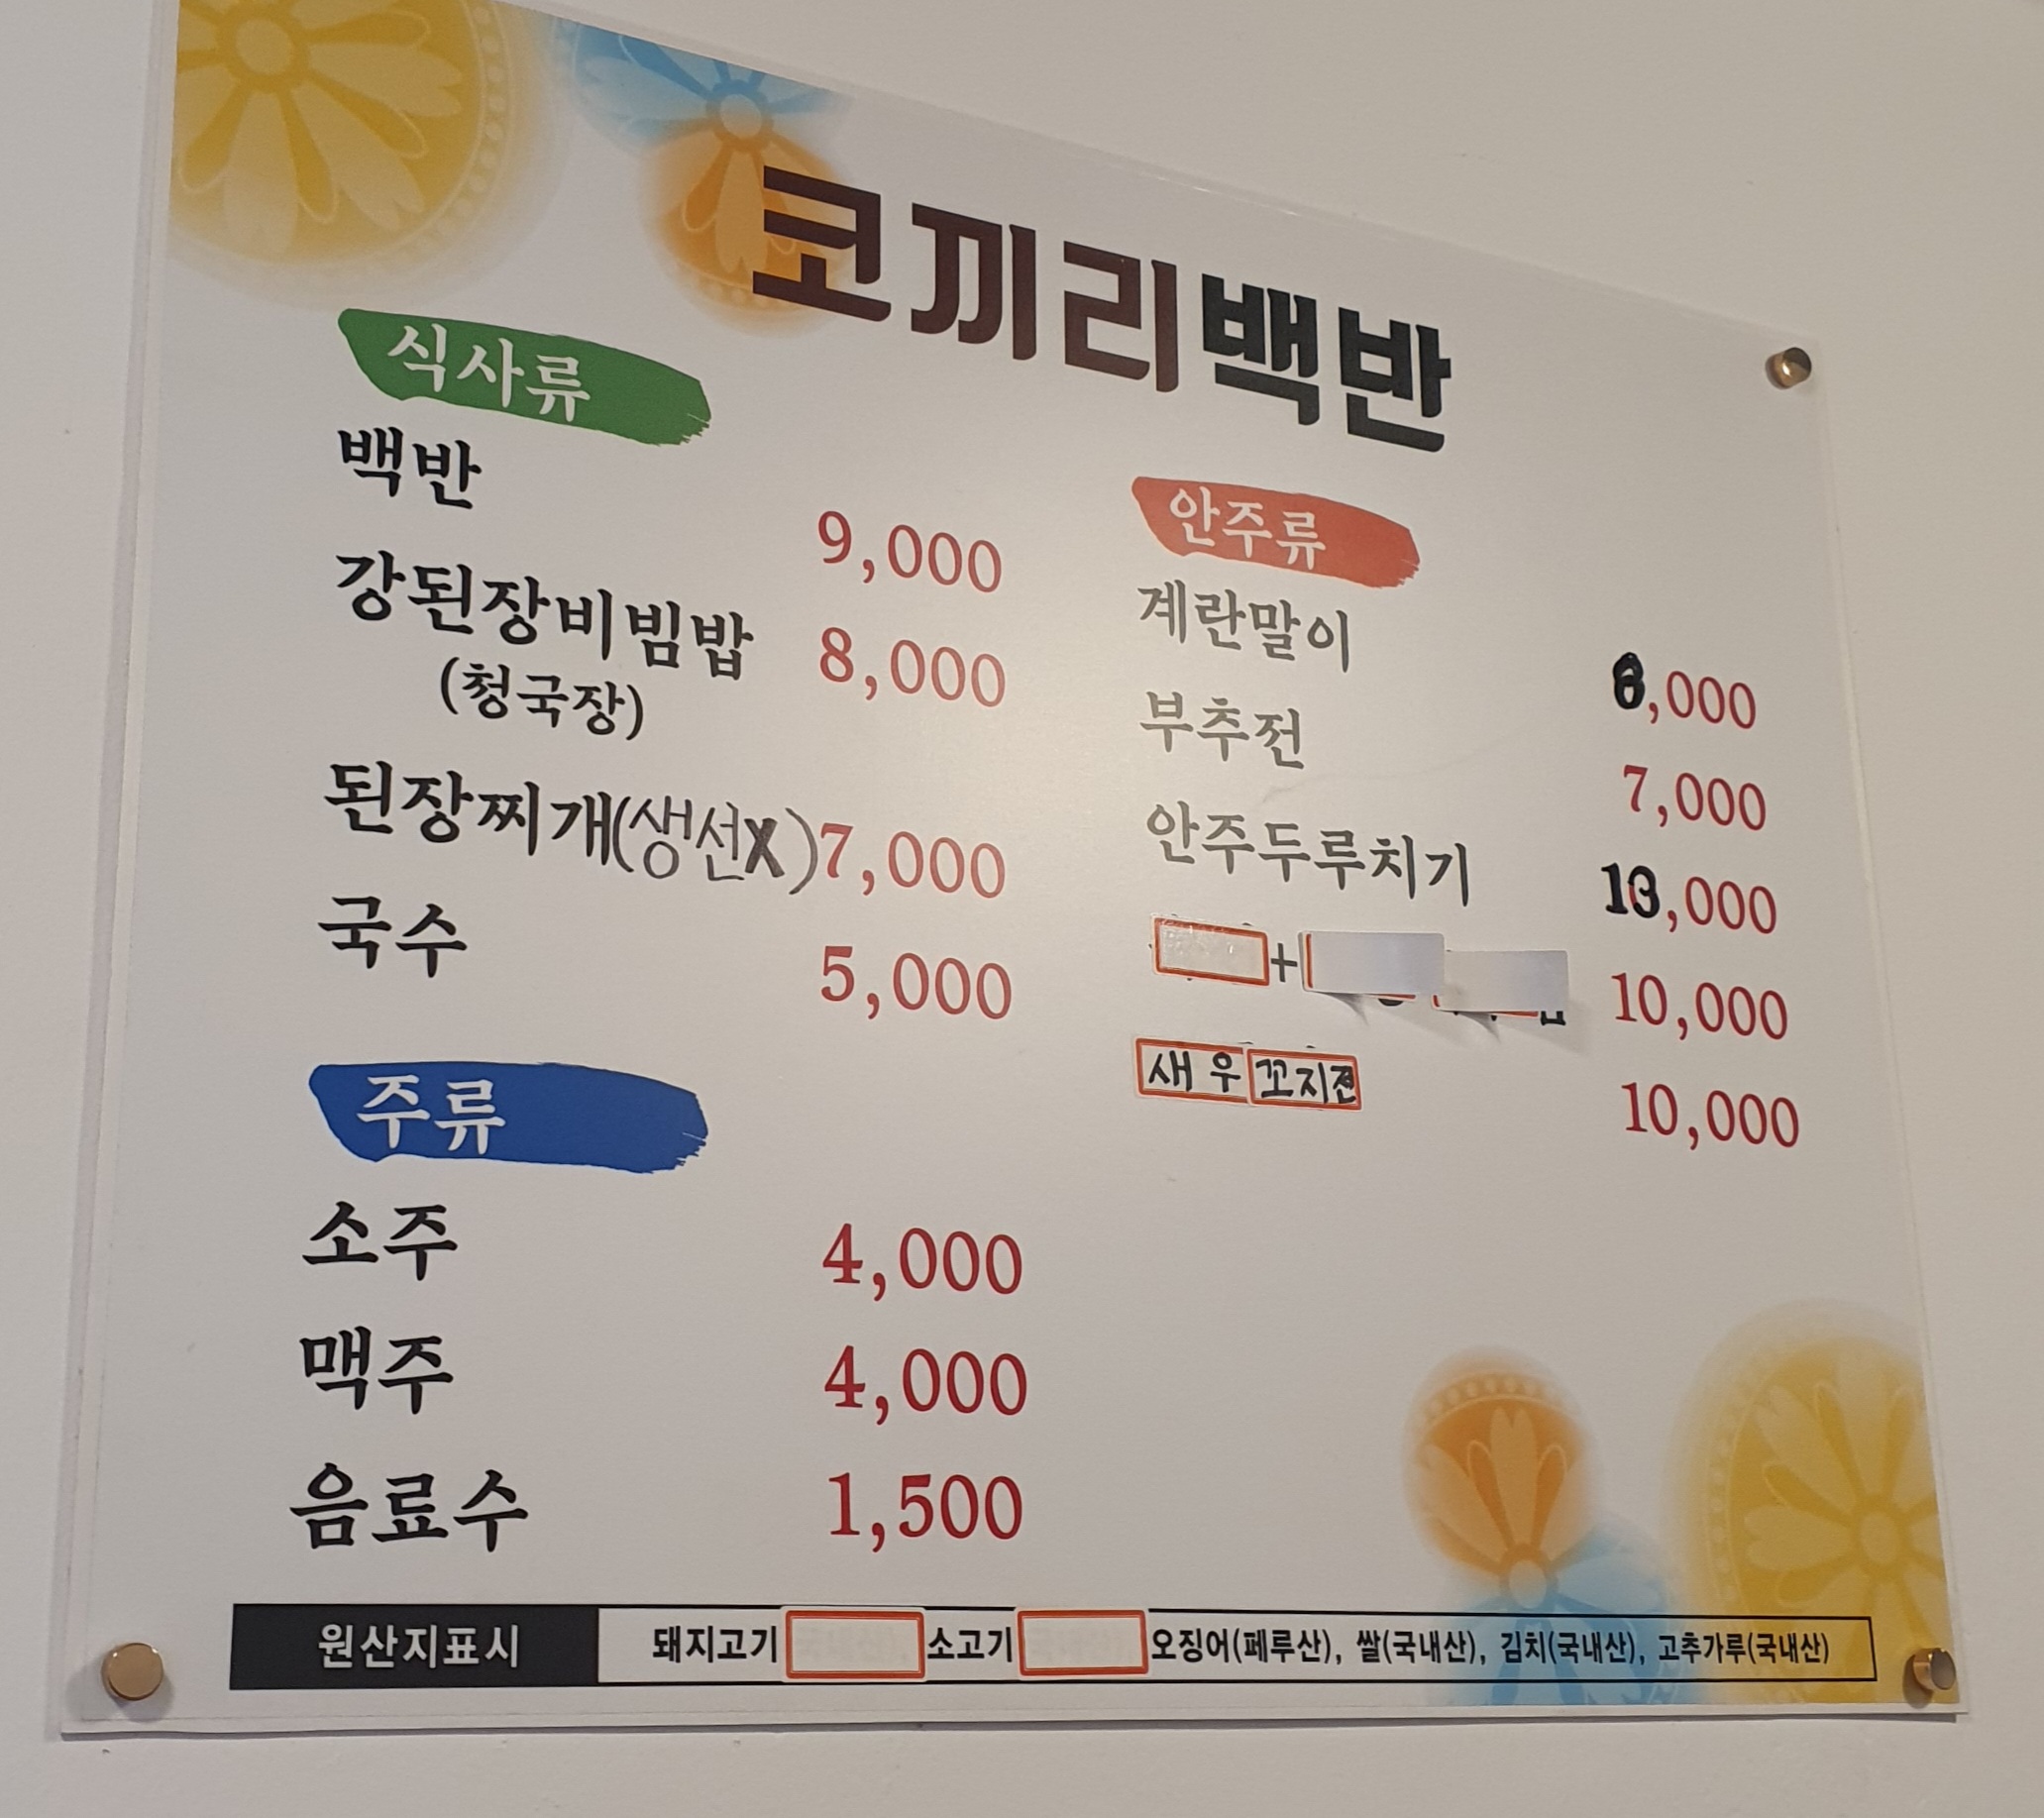 코끼리백반
식사류
백반 9,000
강된장비빔밥 8,000
(청국장)
된장찌개(생선X) 7,000
국수 5,000
주류
소주 4,000
맥주 4,000
음료수 1,500
안주류
계란말이 ,000
부추전 7,000
안주두루치기 13,000
+ 10,000
새우꼬지전 10,000
원산지표시 돼지고기 소고기 오징어(페루산), 쌀(국내산), 김치(국내산), 고추가루(국내산)